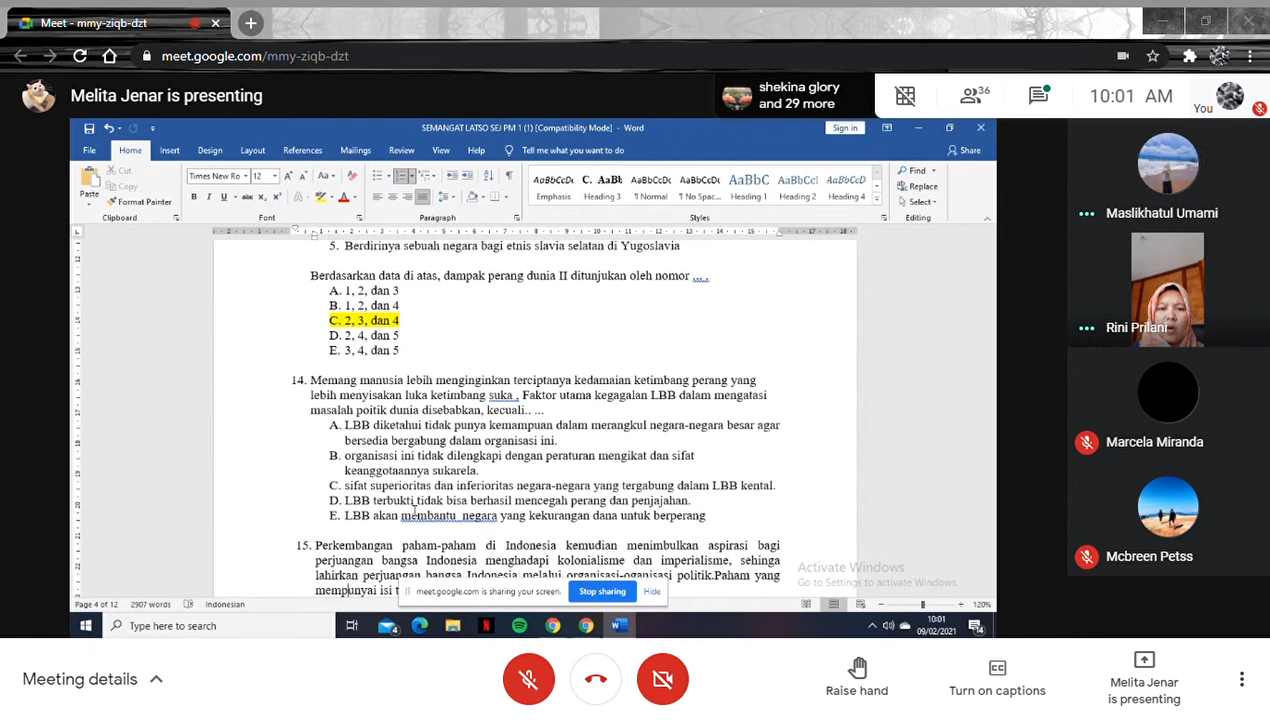 Meet - mmy-ziqb-dzt
meet.google.com/mmy-ziqb-dzt
Melita Jenar is presenting
shekina glory
and 29 more
36
10:01 AM
You
SEMANGAT LATSO SEJ PM 1 (1) [Compatibility Mode] - Word
Sign in
File Home Insert Design Layout References Mailings Review View Help Tell me what you want to do Share
Paste
Cut
Copy
Format Painter
Times New Ro 12
AaBbCcDc C. AaBb AaBbCcDc AaBbCcDc AaBbC AaBbCc AaBbCcD
Emphasis Heading 3 ¶ Normal ¶ No Spac... Heading 1 Heading 2 Heading 4
Find
Replace
Select
Clipboard Font Paragraph Styles Editing
5. Berdirinya sebuah negara bagi etnis slavia selatan di Yugoslavia
Berdasarkan data di atas, dampak perang dunia II ditunjukan oleh nomor ... .
A. 1, 2, dan 3
B. 1, 2, dan 4
C. 2, 3, dan 4
D. 2, 4, dan 5
E. 3, 4, dan 5
14. Memang manusia lebih menginginkan terciptanya kedamaian ketimbang perang yang
lebih menyisakan luka ketimbang suka . Faktor utama kegagalan LBB dalam mengatasi
masalah poitik dunia disebabkan, kecuali.. ...
A. LBB diketahui tidak punya kemampuan dalam merangkul negara-negara besar agar
bersedia bergabung dalam organisasi ini.
B. organisasi ini tidak dilengkapi dengan peraturan mengikat dan sifat
keanggotaannya sukarela.
C. sifat superioritas dan inferioritas negara-negara yang tergabung dalam LBB kental.
D. LBB terbukti tidak bisa berhasil mencegah perang dan penjajahan.
E. LBB akan membantu negara yang kekurangan dana untuk berperang
15. Perkembangan paham-paham di Indonesia kemudian menimbulkan aspirasi bagi
perjuangan bangsa Indonesia menghadapi kolonialisme dan imperialisme, sehinga
lahirkan perjuangan bangsa Indonesia melalui organisasi-oganisasi politik.Paham yang
mempunyai isi
meet.google.com is sharing your screen. Stop sharing Hide
Activate Windows
Go to Settings to activate Windows.
Page 4 of 12 2907 words Indonesian 120%
Type here to search
4
10:01
09/02/2021
14
Maslikhatul Umami
Rini Prilani
Marcela Miranda
Mcbreen Petss
Meeting details
Raise hand
Turn on captions
Melita Jenar
is presenting